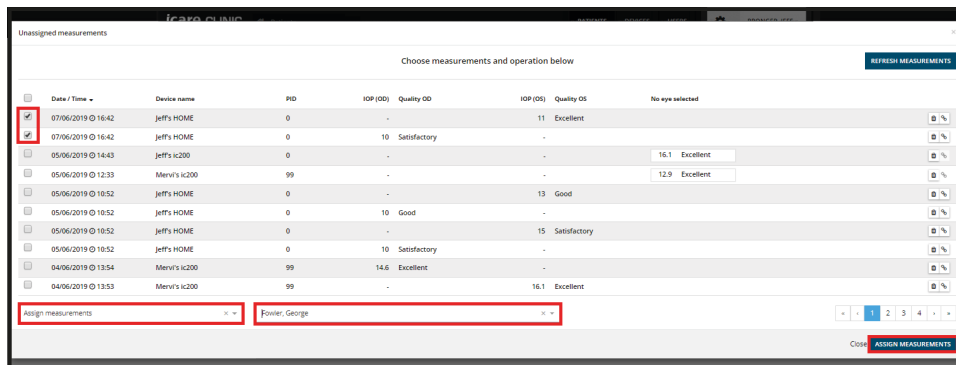 icare CLINIC PATIENTS DEVICES USERS
Unassigned measurements ×
Choose measurements and operation below REFRESH MEASUREMENTS
Date / Time Device name PID IOP (OD) Quality OD IOP (OS) Quality OS No eye selected
07/06/2019 16:42 Jeff's HOME 0 - 11 Excellent
07/06/2019 16:42 Jeff's HOME 0 10 Satisfactory -
05/06/2019 14:43 Jeff's ic200 0 - - 16.1 Excellent
05/06/2019 12:33 Mervi's ic200 99 - - 12.9 Excellent
05/06/2019 10:52 Jeff's HOME 0 - 13 Good
05/06/2019 10:52 Jeff's HOME 0 10 Good -
05/06/2019 10:52 Jeff's HOME 0 - 15 Satisfactory
05/06/2019 10:52 Jeff's HOME 0 10 Satisfactory -
04/06/2019 13:54 Mervi's ic200 99 14.6 Excellent -
04/06/2019 13:53 Mervi's ic200 99 - 16.1 Excellent
Assign measurements × Fowler, George × « ‹ 1 2 3 4 › »
Close ASSIGN MEASUREMENTS